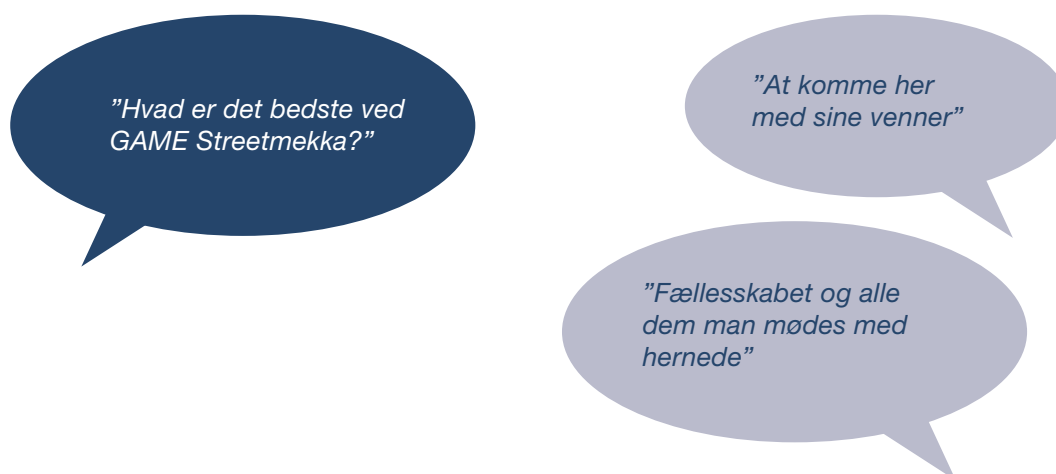 ”Hvad er det bedste ved
GAME Streetmekka?”
”At komme her
med sine venner”
”Fællesskabet og alle
dem man mødes med
hernede”